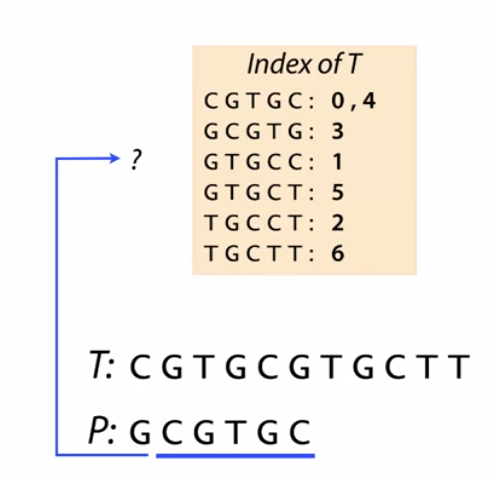 Index of T
CGTGC: 0,4
GCGTG: 3
GTGCC: 1
GTGCT: 5
TGCCT: 2
TGCTT: 6
?
T: CGTGCGTGCTT
P: GCGTGC